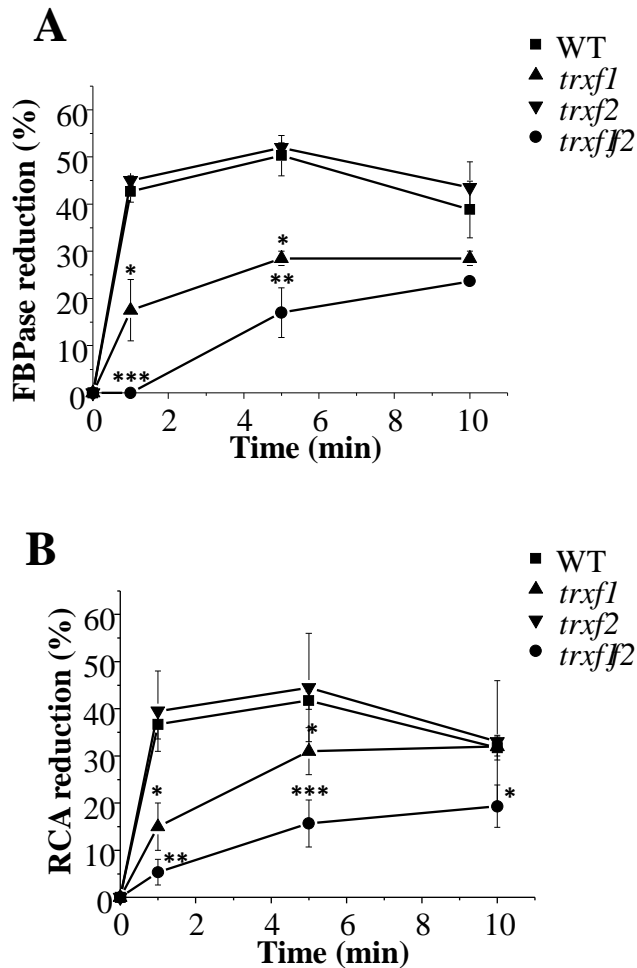 A
WT
trxf1
trxf2
trxf1f2
FBPase reduction (%)
60
50
40
30
20
10
0
* * ** ***
0 2 4 6 8 10
Time (min)
B
WT
trxf1
trxf2
trxf1f2
RCA reduction (%)
60
50
40
30
20
10
0
* * *** ** *
0 2 4 6 8 10
Time (min)